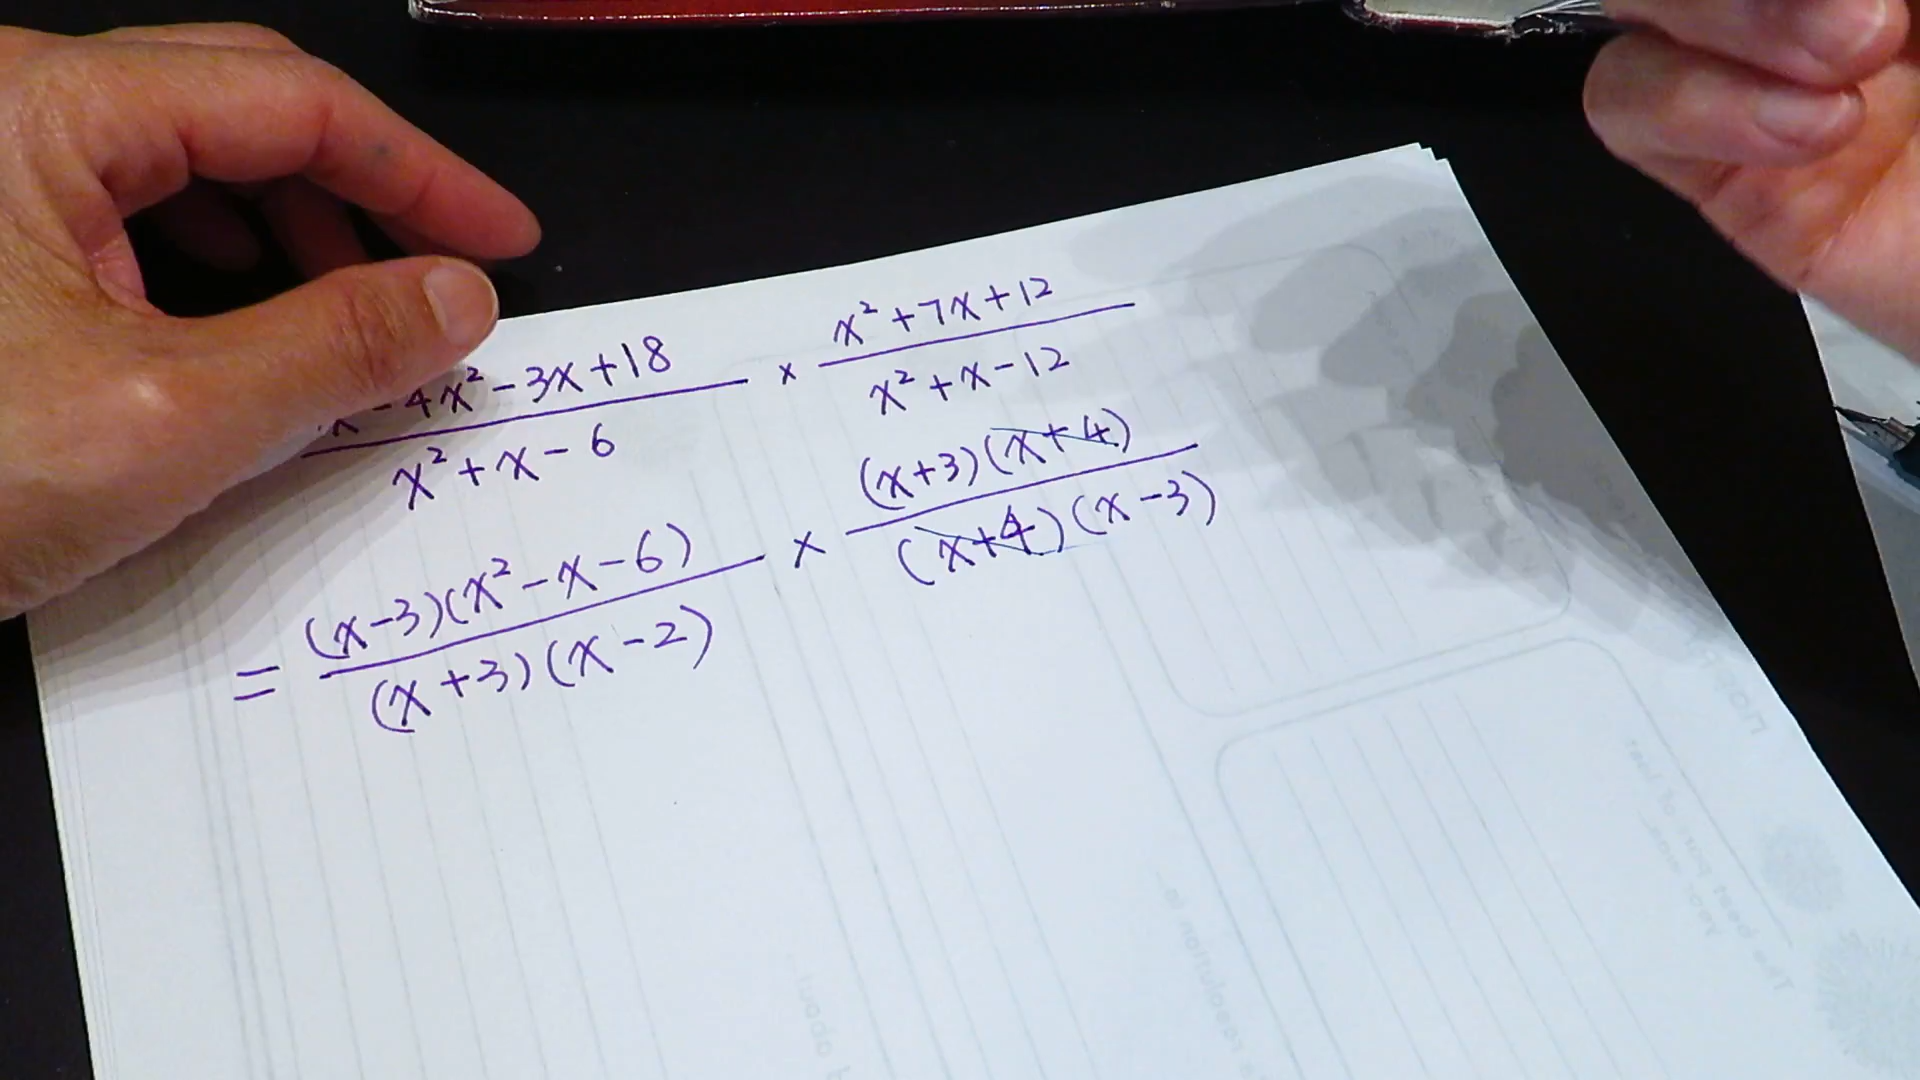 x - 4x² - 3x + 18 / x² + x - 6 × x² + 7x + 12 / x² + x - 12
= (x-3)(x² - x - 6) / (x+3)(x-2) × (x+3)(x+4) / (x+4)(x-3)